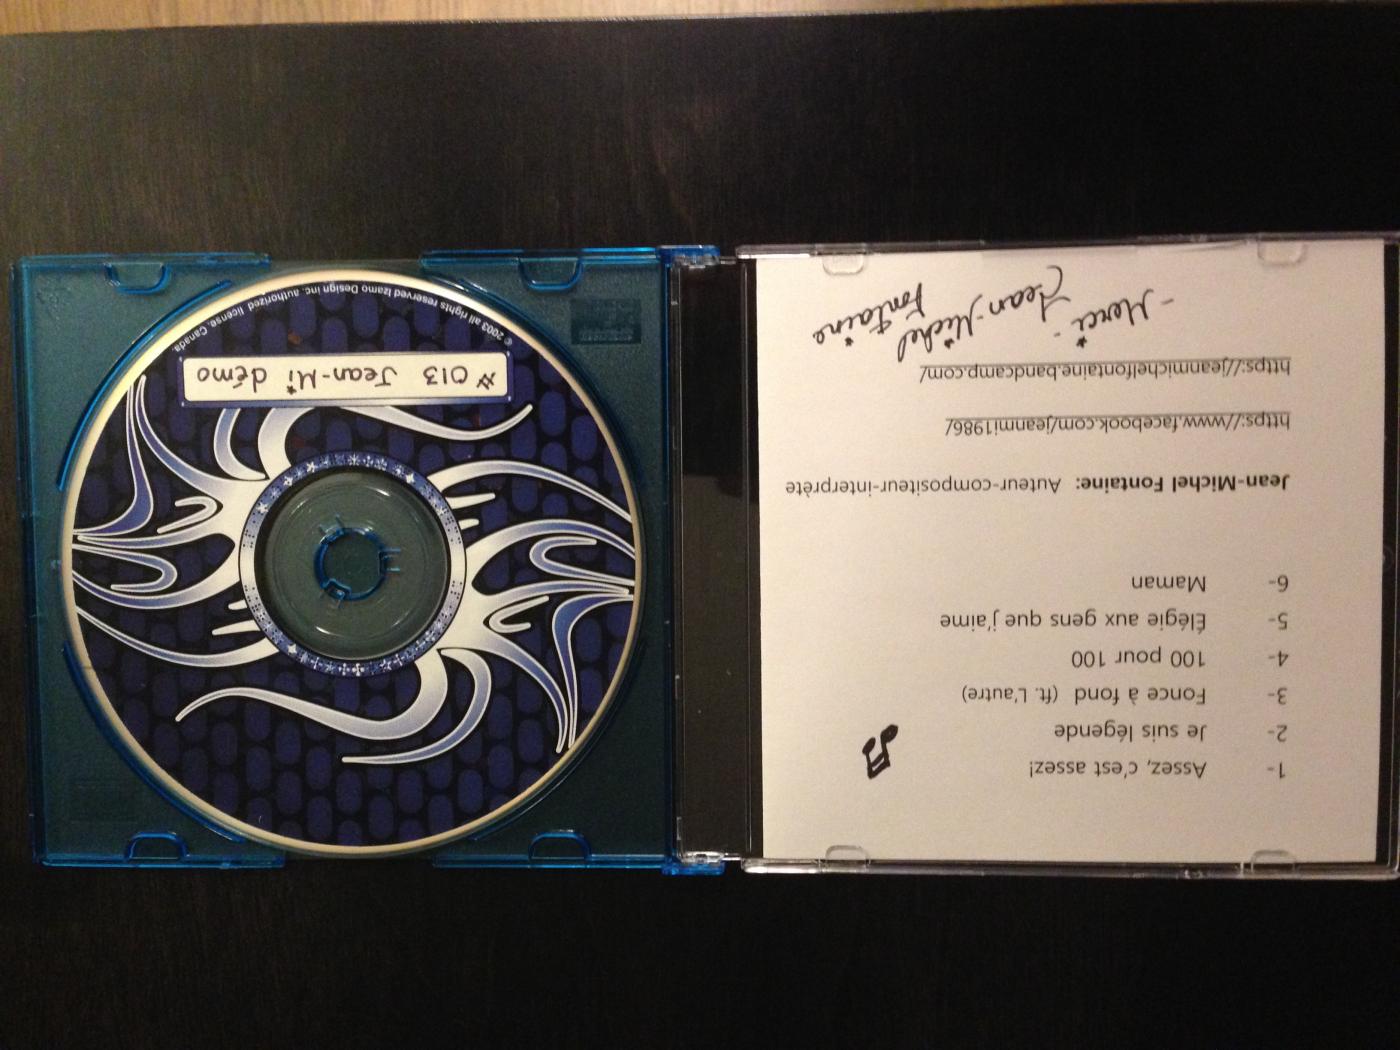 1- Assez, c'est assez!
2- Je suis légende
3- Fonce à fond (ft. L'autre)
4- 100 pour 100
5- Élégie aux gens que j'aime
6- Maman
Jean-Michel Fontaine: Auteur-compositeur-interprète
https://www.facebook.com/jeanmi1986/
https://jeanmichelfontaine.bandcamp.com/
- Merci -
Jean-Michel
Fontaine
# 013 Jean-Mi démo
© 2003 all rights reserved Izamo Design inc. authorized license. Canada.